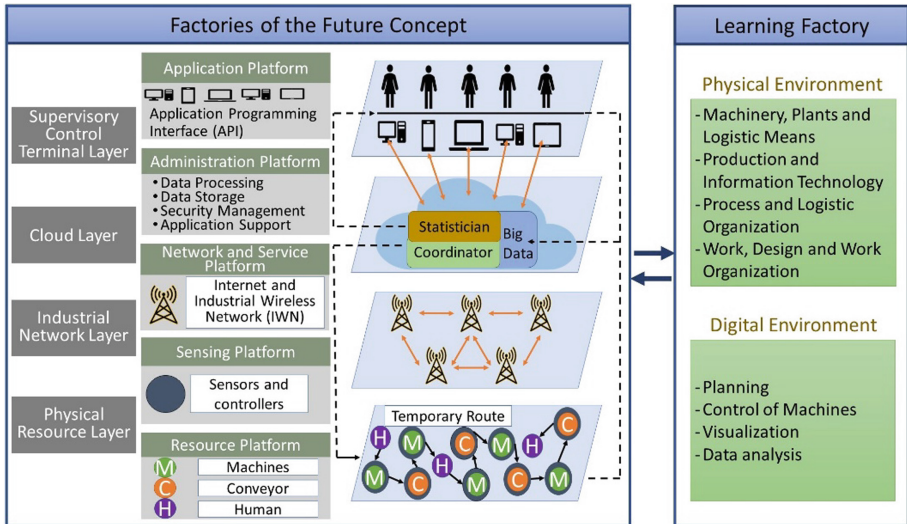 Factories of the Future Concept
Supervisory
Control
Terminal Layer
Cloud Layer
Industrial
Network Layer
Physical
Resource Layer
Application Platform
Application Programming
Interface (API)
Administration Platform
• Data Processing
• Data Storage
• Security Management
• Application Support
Network and Service
Platform
Internet and
Industrial Wireless
Network (IWN)
Sensing Platform
Sensors and
controllers
Resource Platform
M Machines
C Conveyor
H Human
Statistician
Coordinator
Big
Data
Temporary Route
H M C M H C
M C H M C M
Learning Factory
Physical Environment
- Machinery, Plants and
Logistic Means
- Production and
Information Technology
- Process and Logistic
Organization
- Work, Design and Work
Organization
Digital Environment
- Planning
- Control of Machines
- Visualization
- Data analysis